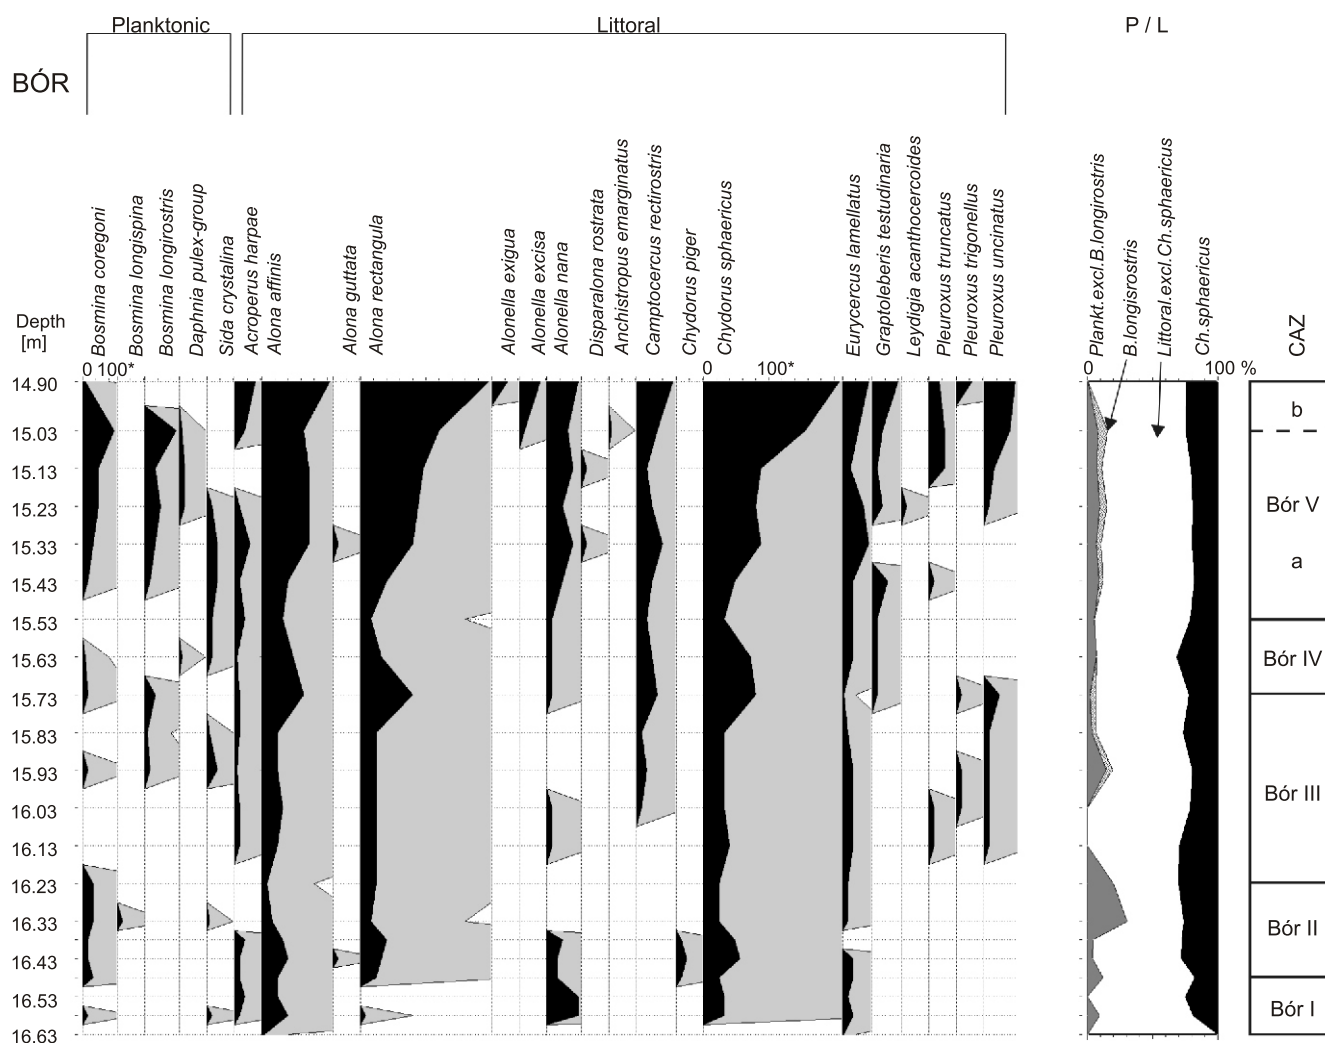 Planktonic
Littoral
P / L
BÓR
Bosmina coregoni
Bosmina longispina
Bosmina longirostris
Daphnia pulex-group
Sida crystalina
Acroperus harpae
Alona affinis
Alona guttata
Alona rectangula
Alonella exigua
Alonella excisa
Alonella nana
Disparalona rostrata
Anchistropus emarginatus
Camptocercus rectirostris
Chydorus piger
Chydorus sphaericus
Eurycercus lamellatus
Graptoleberis testudinaria
Leydigia acanthocercoides
Pleuroxus truncatus
Pleuroxus trigonellus
Pleuroxus uncinatus
Plankt.excl.B.longirostris
B.longisrostris
Littoral.excl.Ch.sphaericus
Ch.sphaericus
CAZ
Depth
[m]
0 100*
0 100*
0 100 %
14.90
15.03
15.13
15.23
15.33
15.43
15.53
15.63
15.73
15.83
15.93
16.03
16.13
16.23
16.33
16.43
16.53
16.63
b
Bór V
a
Bór IV
Bór III
Bór II
Bór I